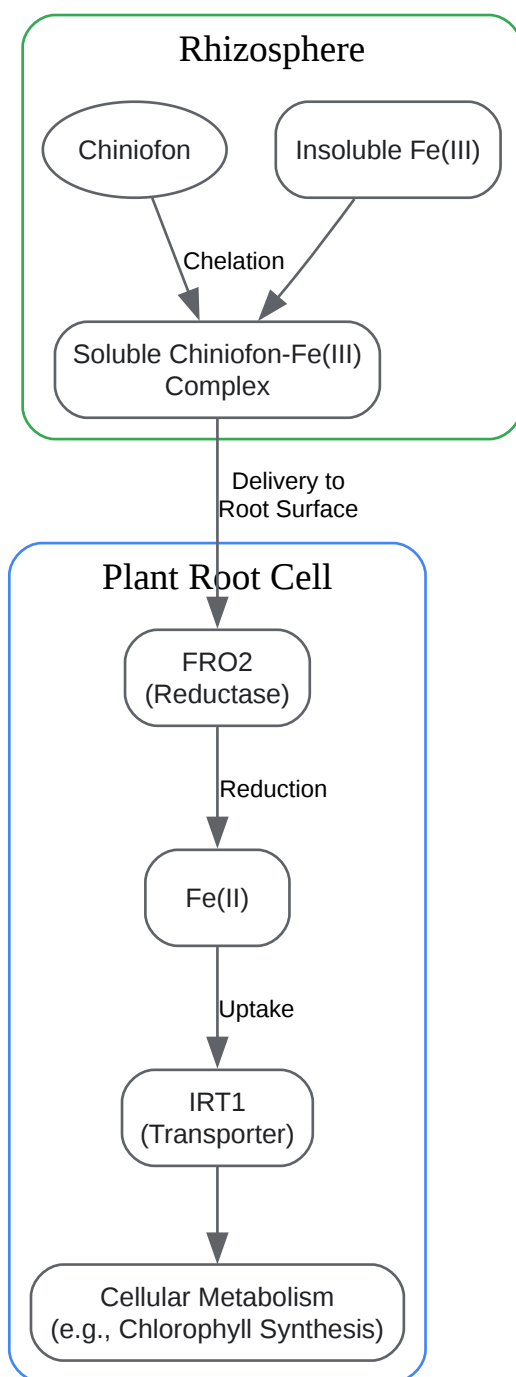 Rhizosphere
Chiniofon
Insoluble Fe(III)
Chelation
Soluble Chiniofon-Fe(III)
Complex
Delivery to
Root Surface
Plant Root Cell
FRO2
(Reductase)
Reduction
Fe(II)
Uptake
IRT1
(Transporter)
Cellular Metabolism
(e.g., Chlorophyll Synthesis)